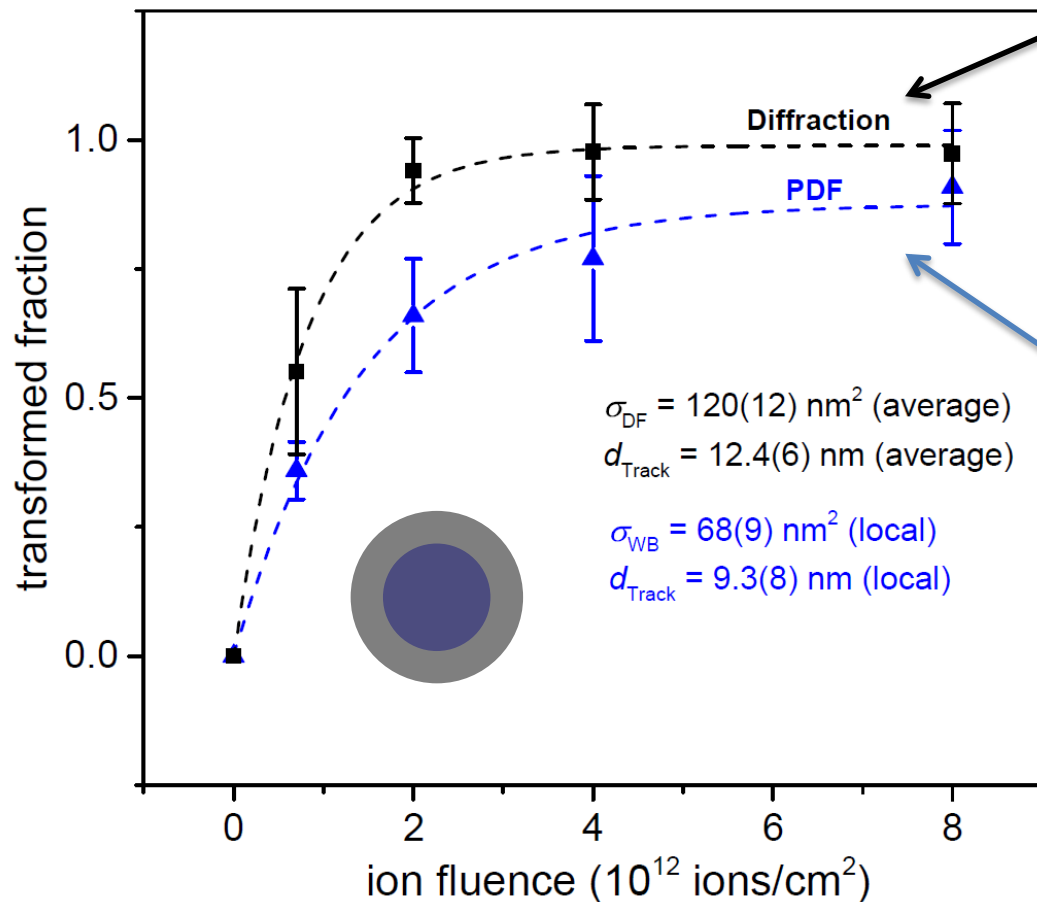 Diffraction
PDF
1.0
0.5
0.0
transformed fraction
σDF = 120(12) nm² (average)
dTrack = 12.4(6) nm (average)
σWB = 68(9) nm² (local)
dTrack = 9.3(8) nm (local)
0 2 4 6 8
ion fluence (10¹² ions/cm²)